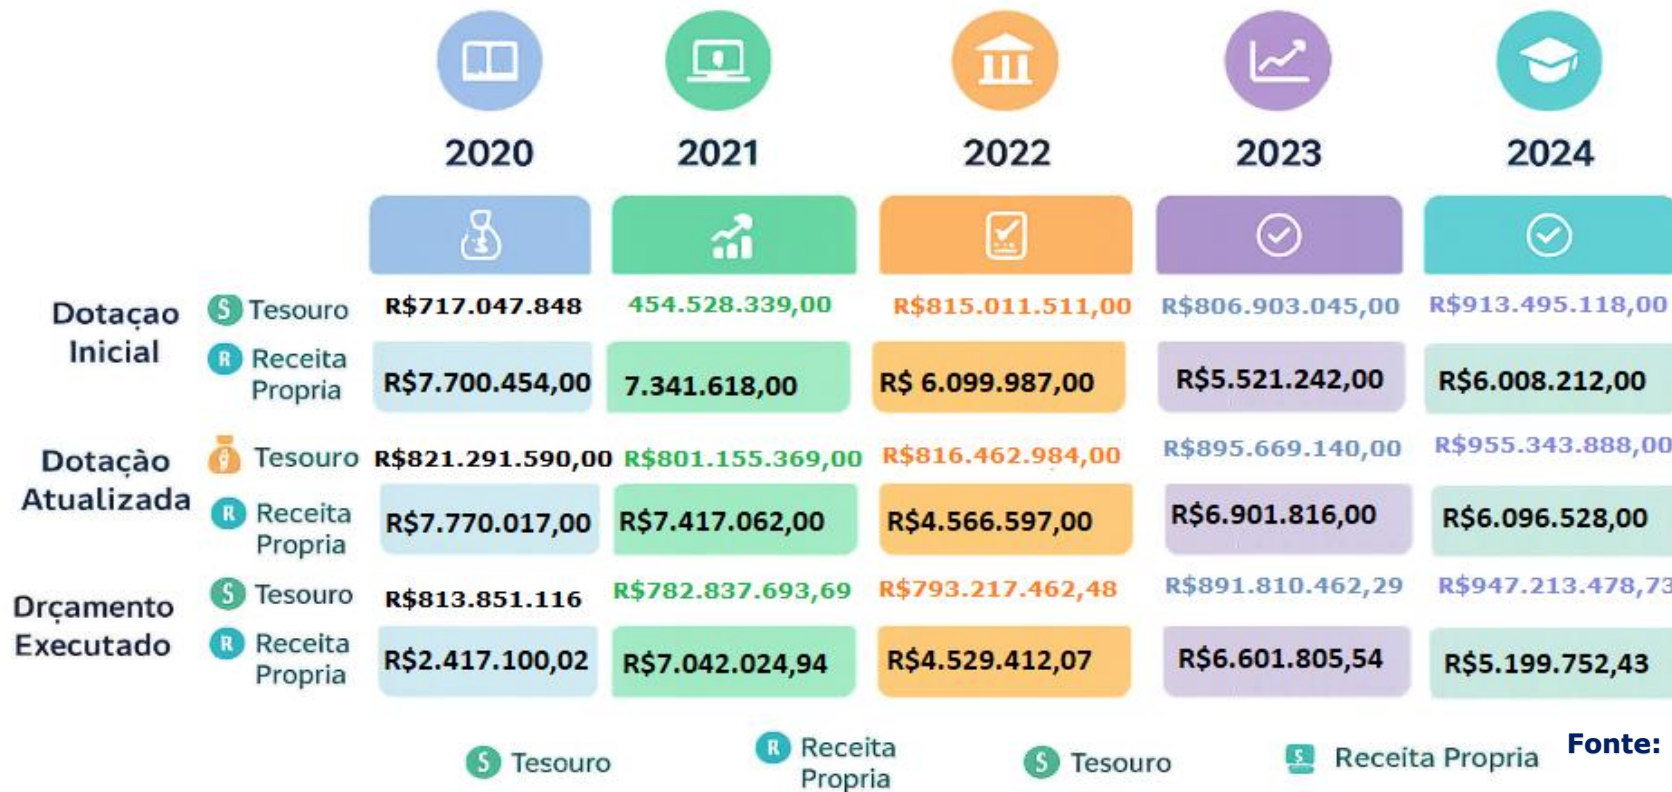 2020 2021 2022 2023 2024
Dotaçao
Inicial
S Tesouro R$717.047.848 454.528.339,00 R$815.011.511,00 R$806.903.045,00 R$913.495.118,00
R Receita
Propria R$7.700.454,00 7.341.618,00 R$ 6.099.987,00 R$5.521.242,00 R$6.008.212,00
Dotação
Atualizada
Tesouro R$821.291.590,00 R$801.155.369,00 R$816.462.984,00 R$895.669.140,00 R$955.343.888,00
R Receita
Propria R$7.770.017,00 R$7.417.062,00 R$4.566.597,00 R$6.901.816,00 R$6.096.528,00
Drçamento
Executado
S Tesouro R$813.851.116 R$782.837.693,69 R$793.217.462,48 R$891.810.462,29 R$947.213.478,73
R Receita
Propria R$2.417.100,02 R$7.042.024,94 R$4.529.412,07 R$6.601.805,54 R$5.199.752,43
S Tesouro R Receita
Propria S Tesouro S Receita Propria Fonte: